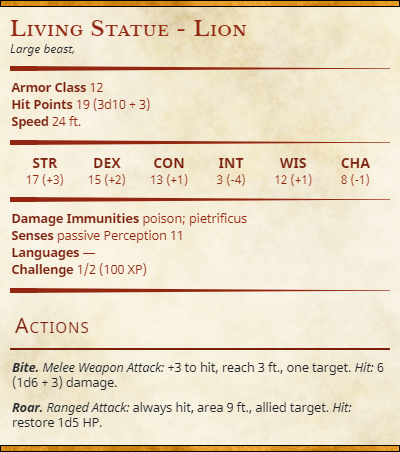 Living Statue - Lion
Large beast,
Armor Class 12
Hit Points 19 (3d10 + 3)
Speed 24 ft.
STR DEX CON INT WIS CHA
17 (+3) 15 (+2) 13 (+1) 3 (-4) 12 (+1) 8 (-1)
Damage Immunities poison; pietrificus
Senses passive Perception 11
Languages —
Challenge 1/2 (100 XP)
Actions
Bite. Melee Weapon Attack: +3 to hit, reach 3 ft., one target. Hit: 6
(1d6 + 3) damage.
Roar. Ranged Attack: always hit, area 9 ft., allied target. Hit:
restore 1d5 HP.